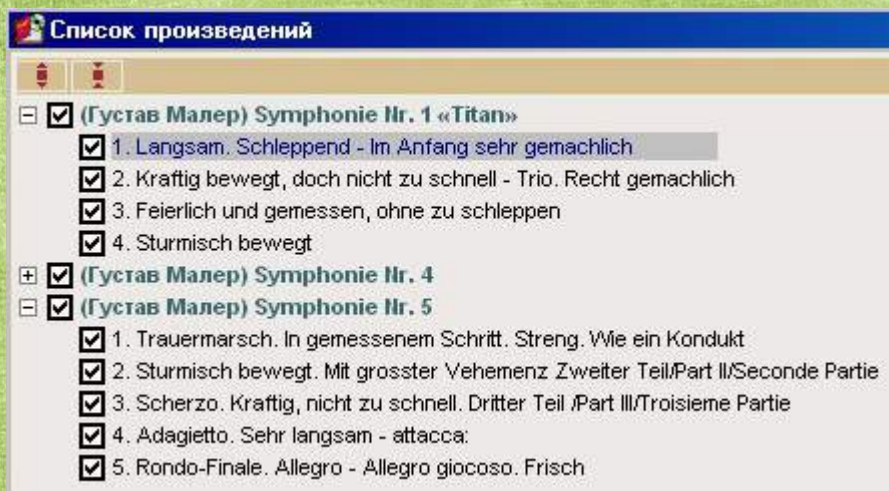 Список произведений
(Густав Малер) Symphonie Nr. 1 «Titan»
1. Langsam. Schleppend - Im Anfang sehr gemachlich
2. Kraftig bewegt, doch nicht zu schnell - Trio. Recht gemachlich
3. Feierlich und gemessen, ohne zu schleppen
4. Sturmisch bewegt
(Густав Малер) Symphonie Nr. 4
(Густав Малер) Symphonie Nr. 5
1. Trauermarsch. In gemessenem Schritt. Streng. Wie ein Kondukt
2. Sturmisch bewegt. Mit grosster Vehemenz Zweiter Teil/Part II/Seconde Partie
3. Scherzo. Kraftig, nicht zu schnell. Dritter Teil /Part III/Troisieme Partie
4. Adagietto. Sehr langsam - attacca:
5. Rondo-Finale. Allegro - Allegro giocoso. Frisch